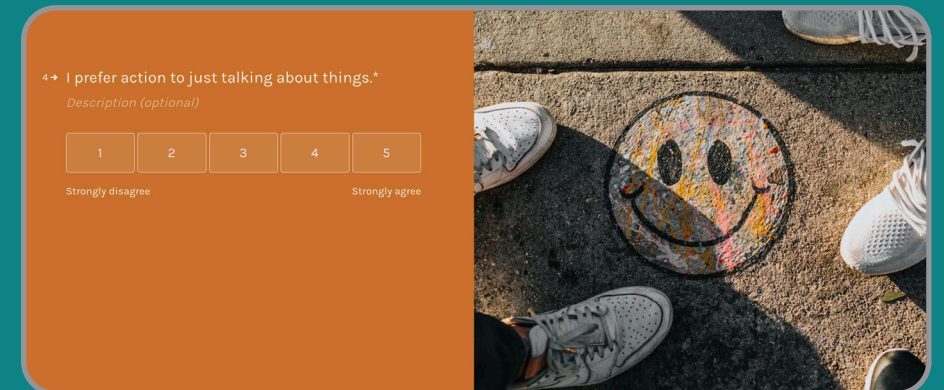 4→ I prefer action to just talking about things.*
Description (optional)
1 2 3 4 5
Strongly disagree Strongly agree